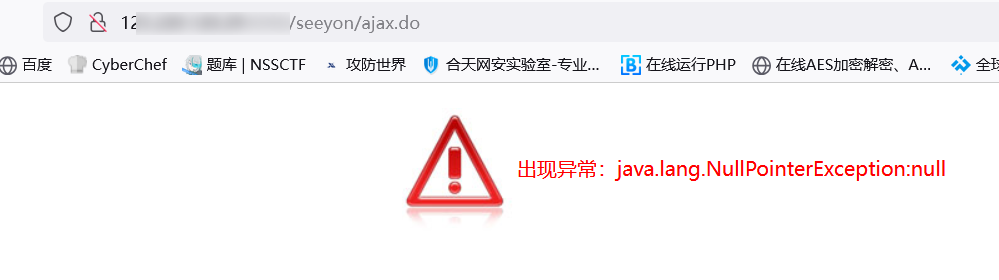 12/seeyon/ajax.do
百度 CyberChef 题库 | NSSCTF 攻防世界 合天网安实验室-专业... 在线运行PHP 在线AES加密解密、A... 全球
出现异常：java.lang.NullPointerException:null